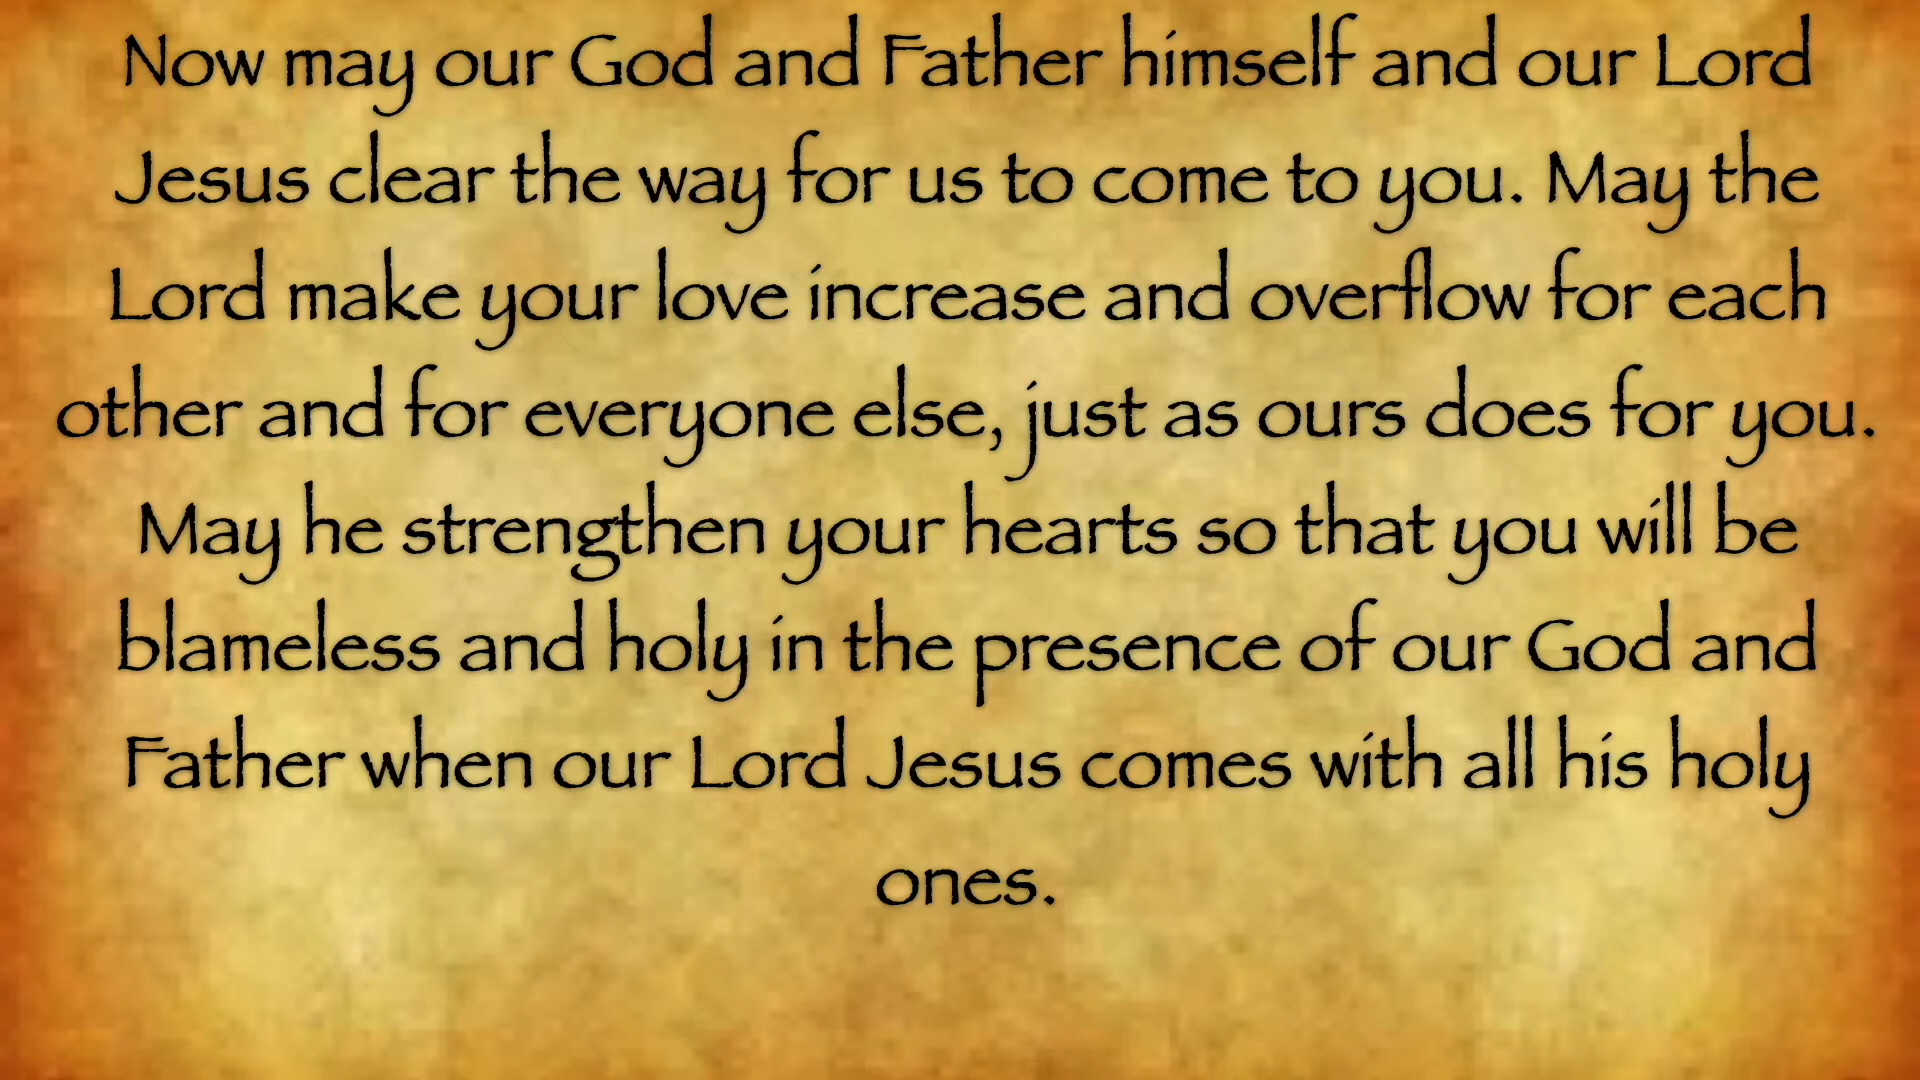 Now may our God and Father himself and our Lord
Jesus clear the way for us to come to you. May the
Lord make your love increase and overflow for each
other and for everyone else, just as ours does for you.
May he strengthen your hearts so that you will be
blameless and holy in the presence of our God and
Father when our Lord Jesus comes with all his holy
ones.